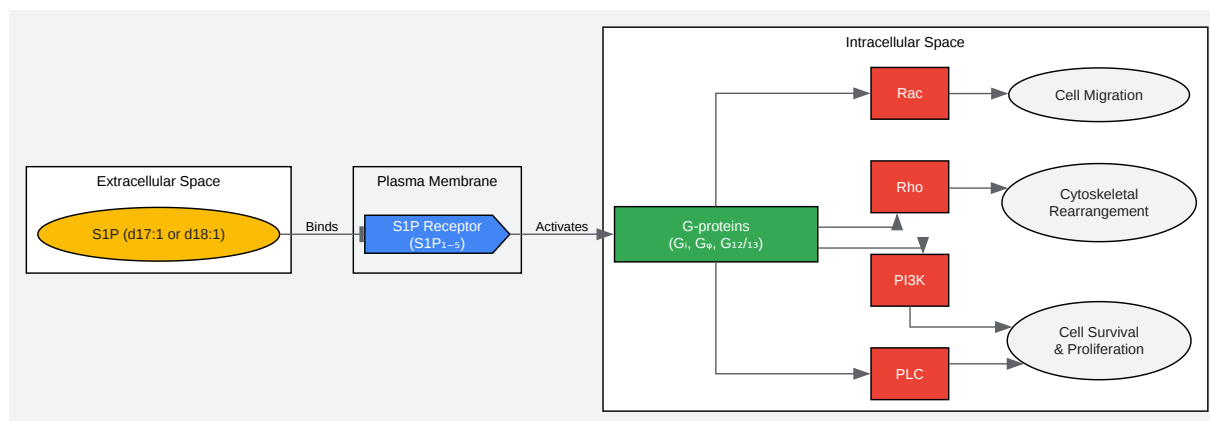 Intracellular Space
Rac
Cell Migration
Extracellular Space
Plasma Membrane
Rho
Cytoskeletal
Rearrangement
S1P (d17:1 or d18:1)
Binds
S1P Receptor
(S1P₁₋₅)
Activates
G-proteins
(Gᵢ, Gᵩ, G₁₂/₁₃)
PI3K
Cell Survival
& Proliferation
PLC